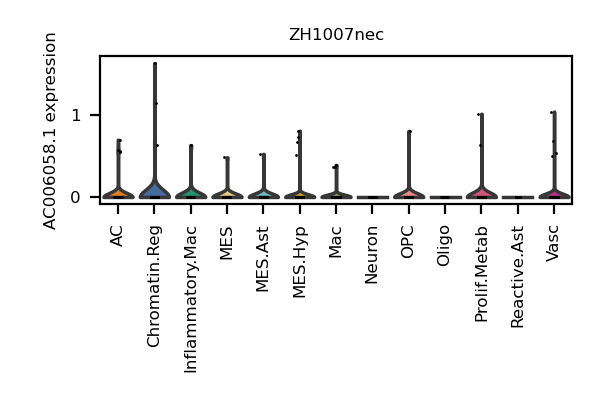 ZH1007nec
AC006058.1 expression
1
0
AC
Chromatin.Reg
Inflammatory.Mac
MES
MES.Ast
MES.Hyp
Mac
Neuron
OPC
Oligo
Prolif.Metab
Reactive.Ast
Vasc